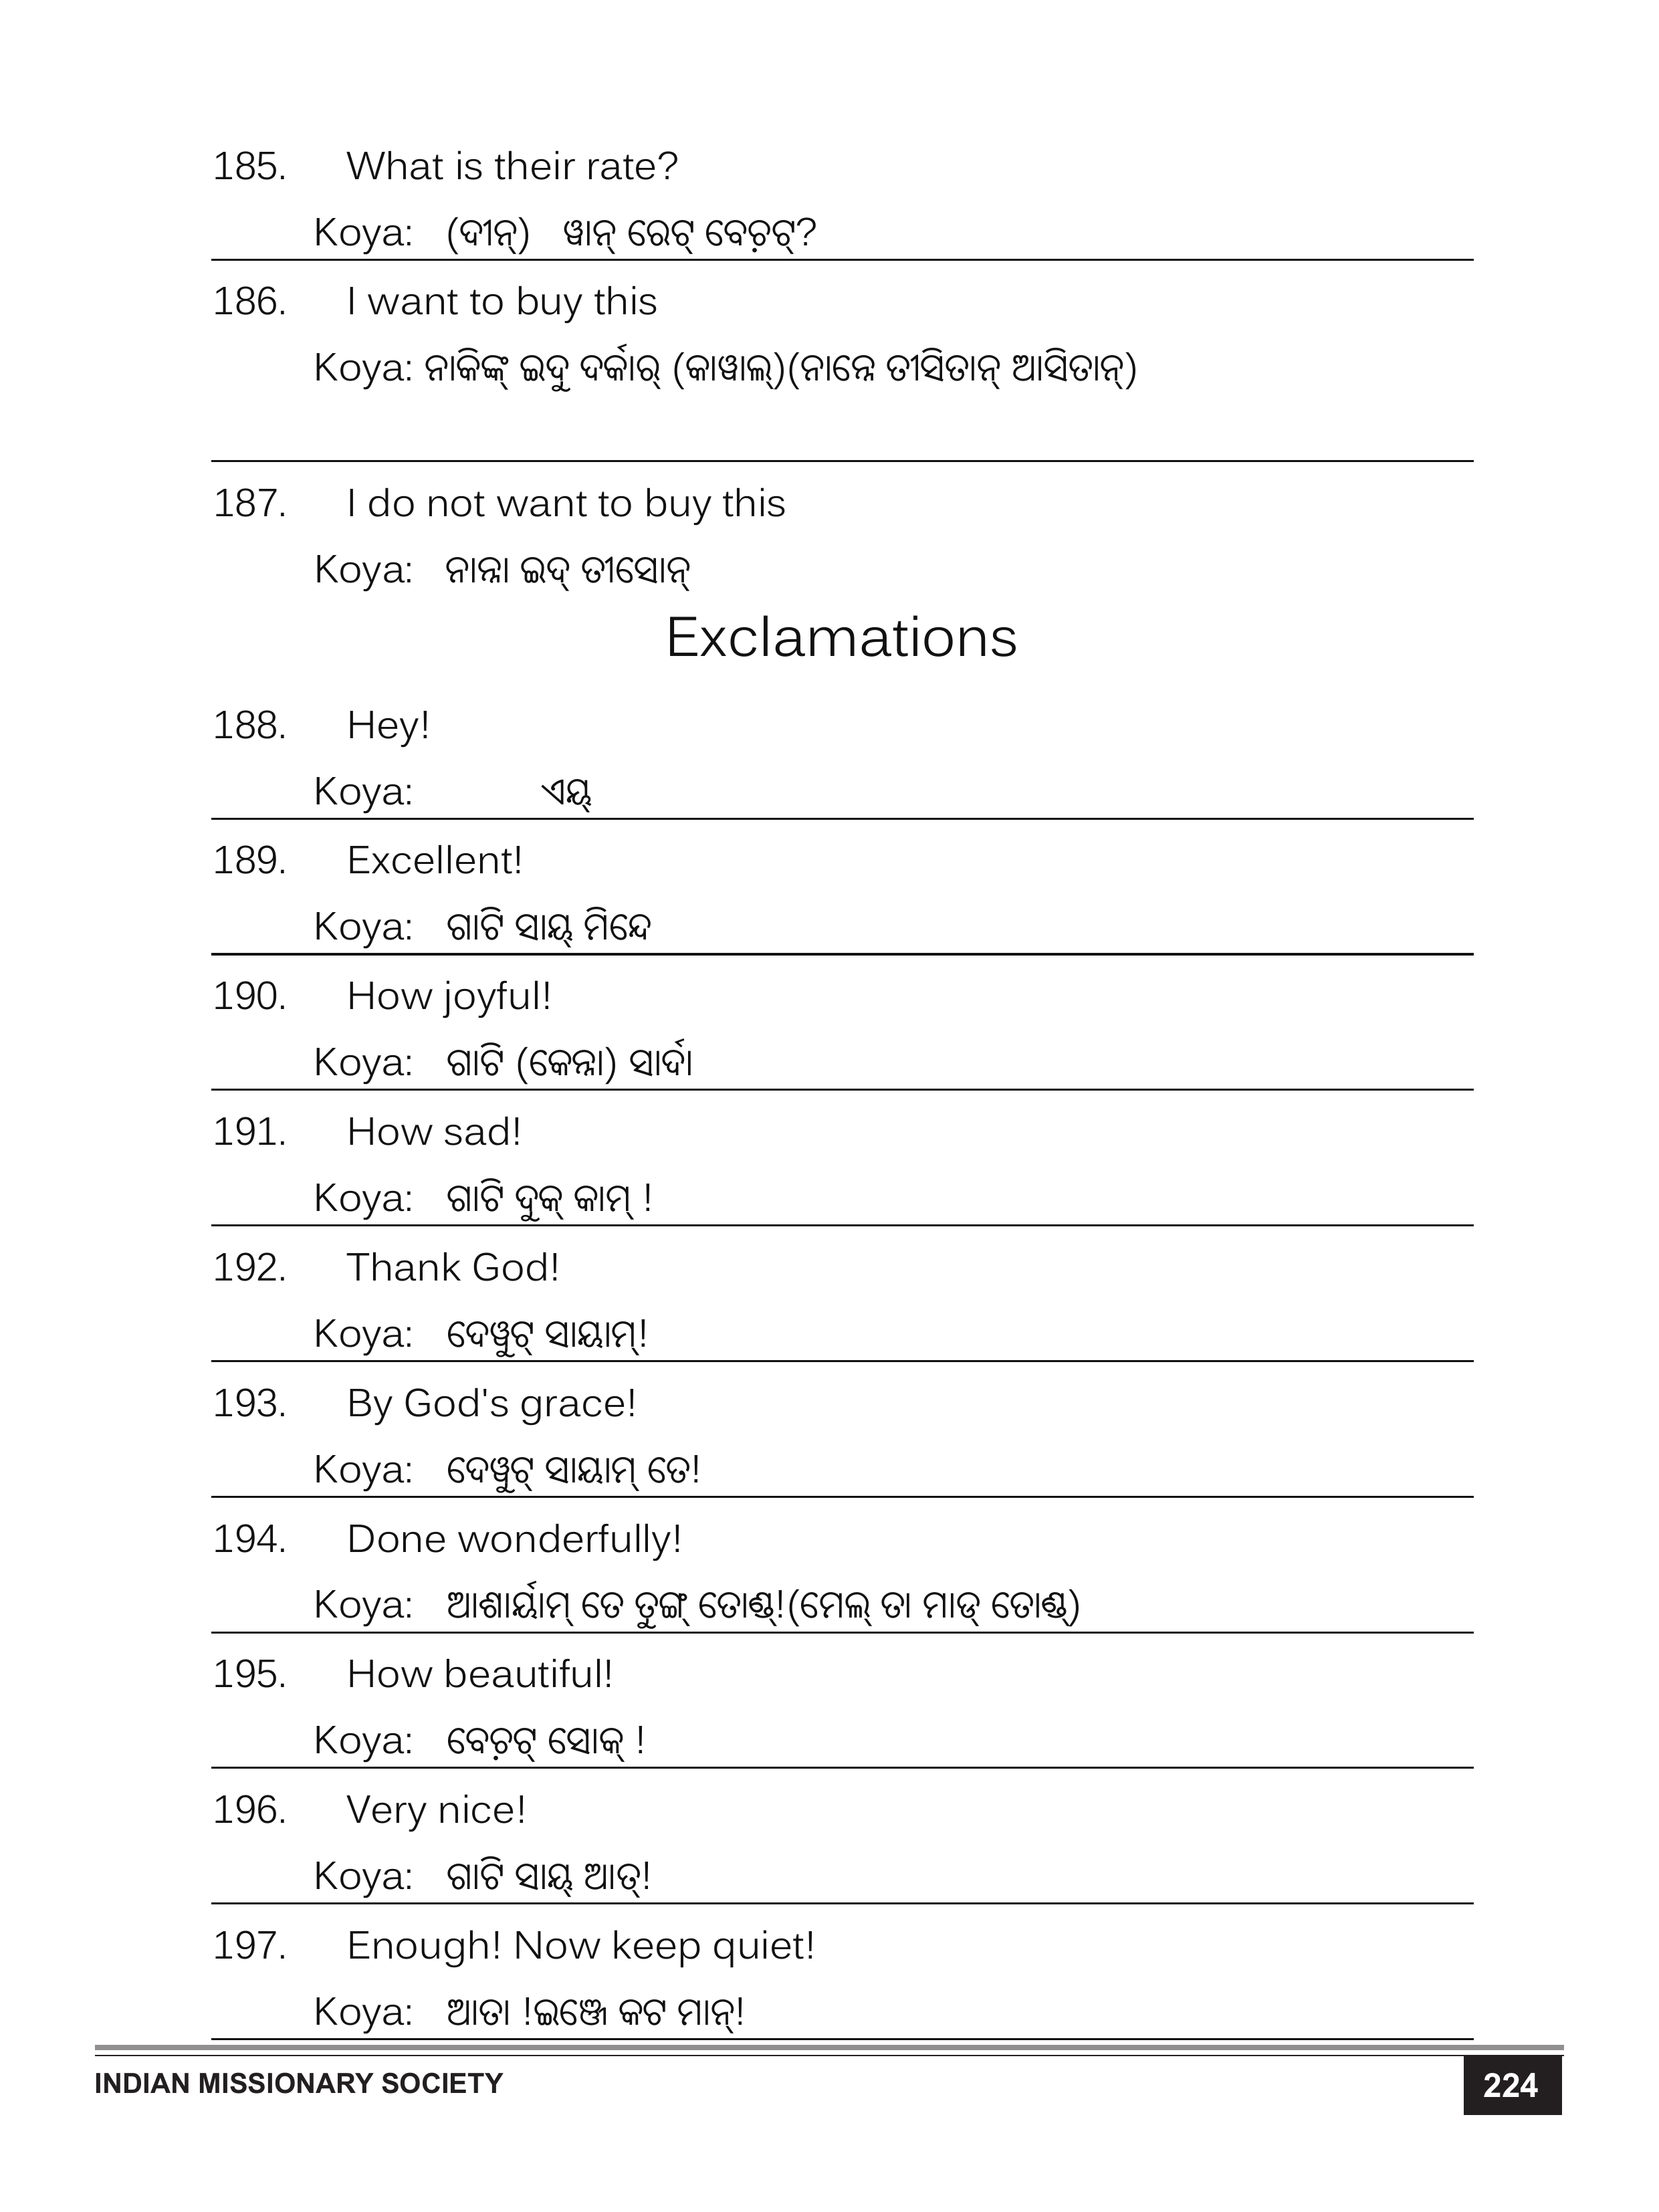 185. What is their rate?
Koya: (ଦୀନ୍) ୱାନ୍ ରେଟ୍ ବେଚ଼ଟ୍?
186. I want to buy this
Koya: ନାକିଙ୍କ୍ ଇଦୁ ଦର୍କାର୍ (କାୱାଲ୍)(ନାନ୍ନେ ତୀସିତାନ୍ ଆସିତାନ୍)
187. I do not want to buy this
Koya: ନାନ୍ନା ଇଦ୍ ତୀସୋନ୍
Exclamations
188. Hey!
Koya: ଏୟ୍
189. Excellent!
Koya: ଗାଟି ସାୟ୍ ମିନ୍ଦେ
190. How joyful!
Koya: ଗାଟି (କେନ୍ନା) ସାର୍ଦା
191. How sad!
Koya: ଗାଟି ଦୁକ୍ କାମ୍ !
192. Thank God!
Koya: ଦେୱୁଟ୍ ସାୟାମ୍!
193. By God's grace!
Koya: ଦେୱୁଟ୍ ସାୟାମ୍ ତେ!
194. Done wonderfully!
Koya: ଆଶାର୍ୟାମ୍ ତେ ତୁଙ୍ଗ୍ ତୋଣ୍ଡ୍!(ମେଲ୍ ତା ମାଡ୍ ତୋଣ୍ଡ୍)
195. How beautiful!
Koya: ବେଚ଼ଟ୍ ସୋକ୍ !
196. Very nice!
Koya: ଗାଟି ସାୟ୍ ଆତ୍!
197. Enough! Now keep quiet!
Koya: ଆତା !ଇଞ୍ଜେ କଟ ମାନ୍!
INDIAN MISSIONARY SOCIETY
224